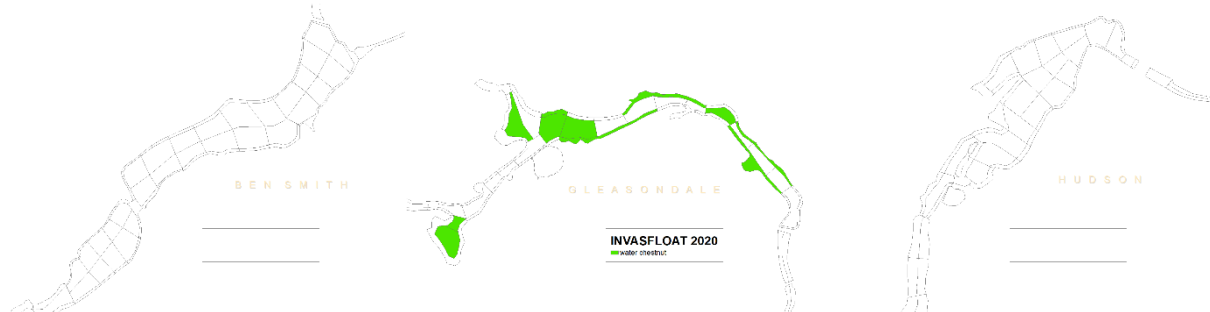 BEN SMITH
GLEASONDALE
HUDSON
INVASFLOAT 2020
water chestnut